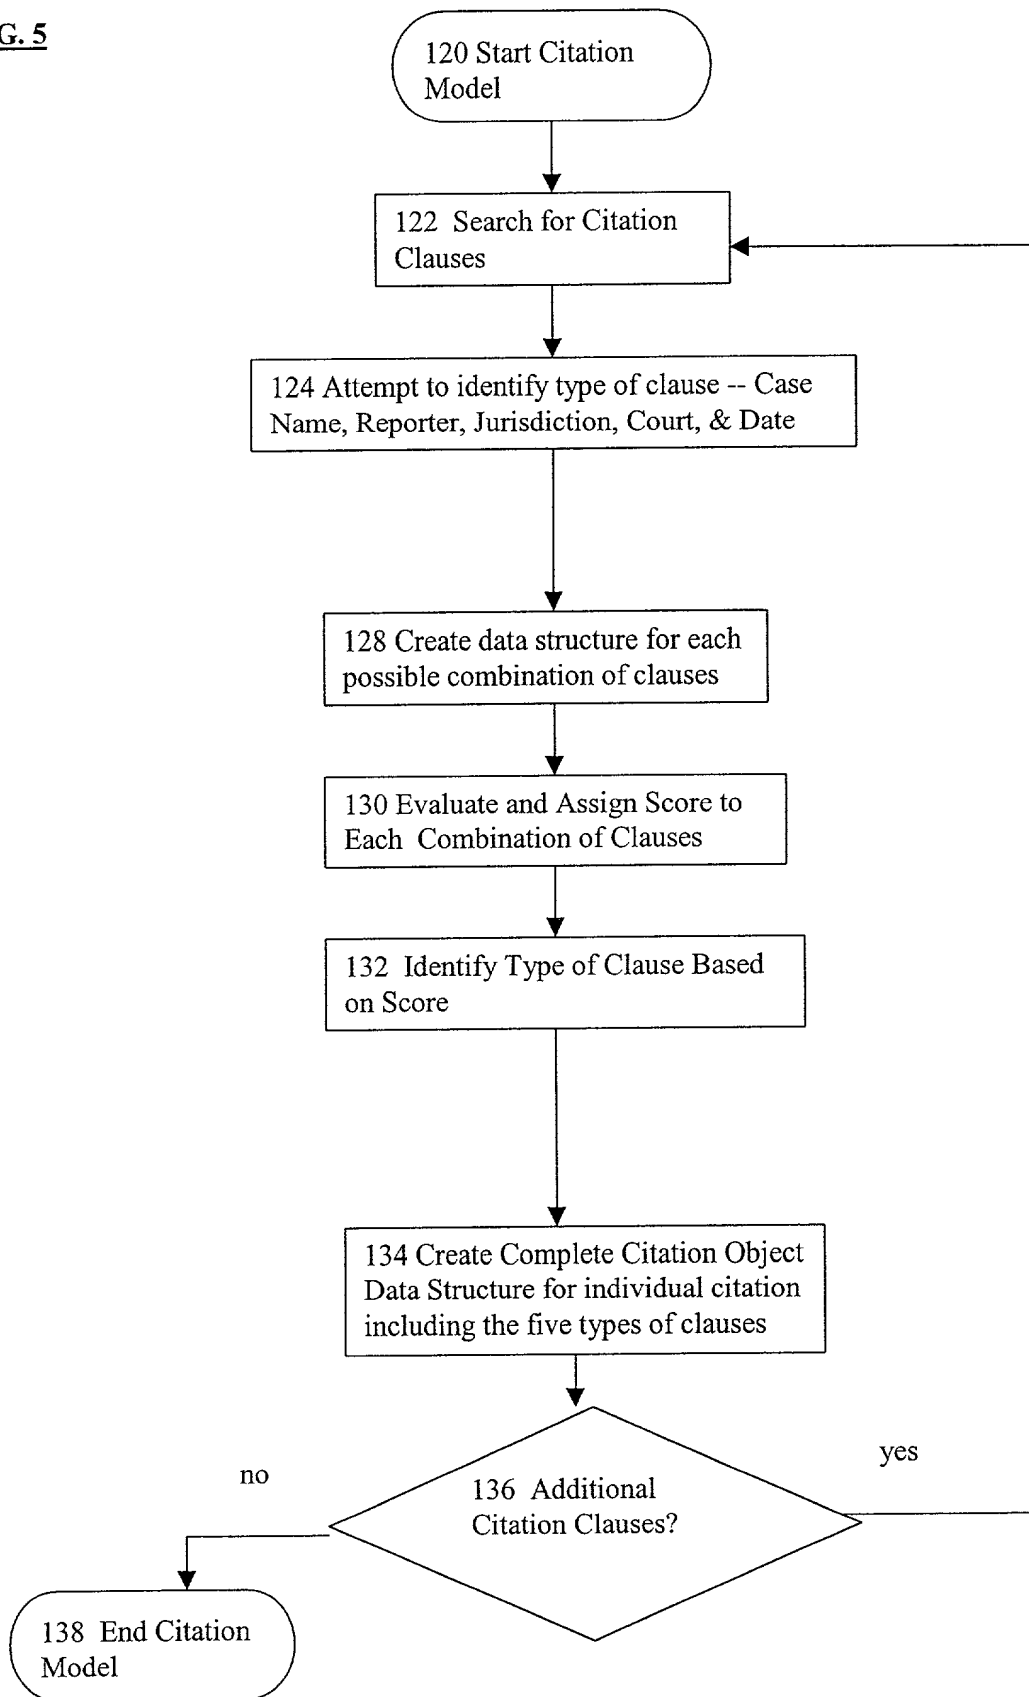 G. 5
120 Start Citation
Model
122 Search for Citation
Clauses
124 Attempt to identify type of clause -- Case
Name, Reporter, Jurisdiction, Court, & Date
128 Create data structure for each
possible combination of clauses
130 Evaluate and Assign Score to
Each Combination of Clauses
132 Identify Type of Clause Based
on Score
134 Create Complete Citation Object
Data Structure for individual citation
including the five types of clauses
136 Additional
Citation Clauses?
yes
no
138 End Citation
Model